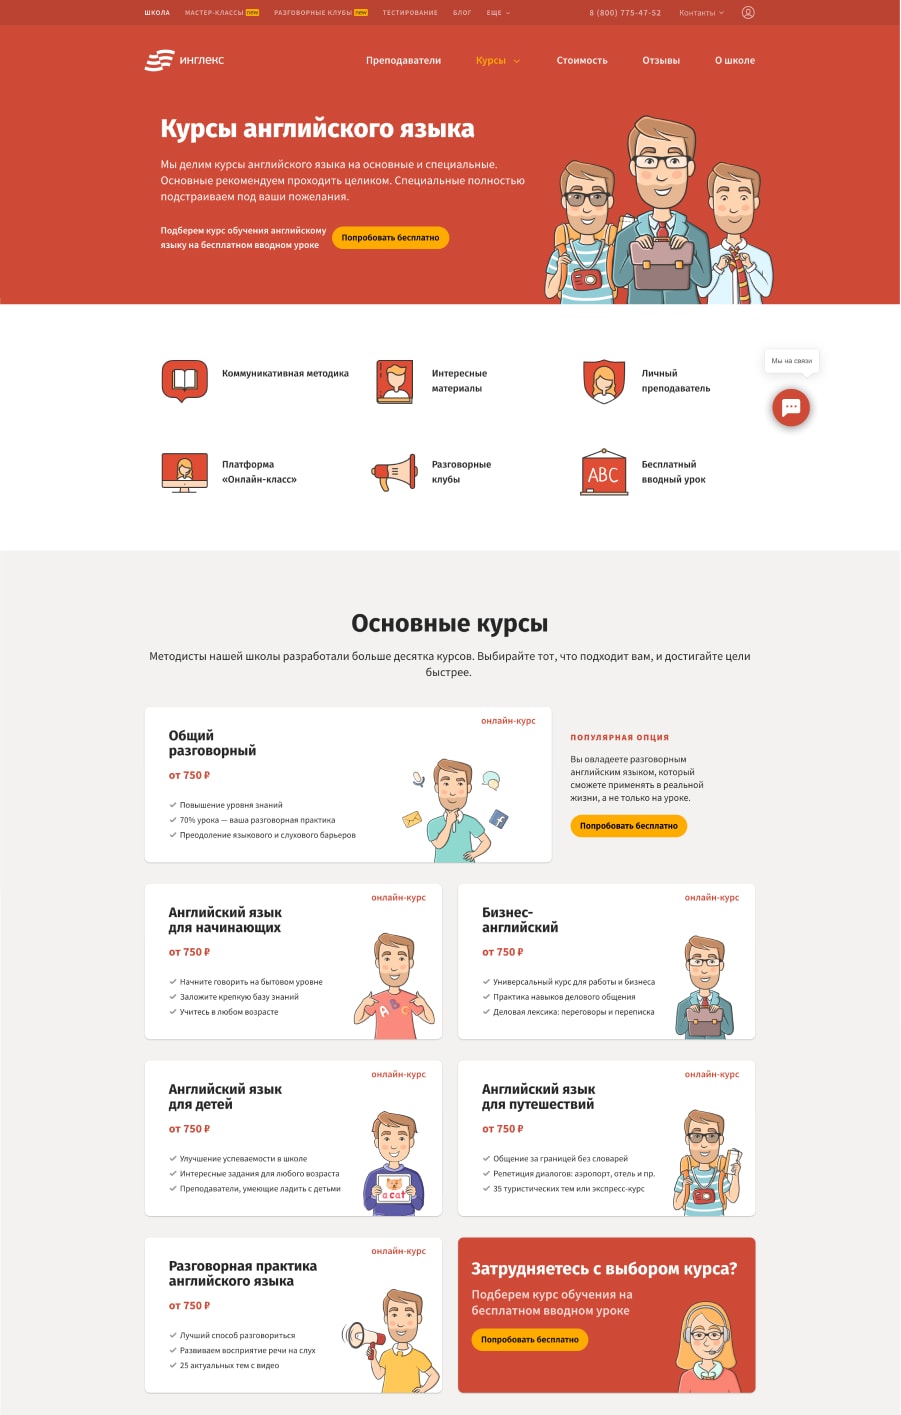 ШКОЛА МАСТЕР-КЛАССЫ new РАЗГОВОРНЫЕ КЛУБЫ new ТЕСТИРОВАНИЕ БЛОГ ЕЩЕ 8 (800) 775-47-52 Контакты
инглекс Преподаватели Курсы Стоимость Отзывы О школе
Курсы английского языка
Мы делим курсы английского языка на основные и специальные.
Основные рекомендуем проходить целиком. Специальные полностью
подстраиваем под ваши пожелания.
Подберем курс обучения английскому
языку на бесплатном вводном уроке
Попробовать бесплатно
Коммуникативная методика
Интересные
материалы
Личный
преподаватель
Мы на связи
Платформа
«Онлайн-класс»
Разговорные
клубы
ABC
Бесплатный
вводный урок
Основные курсы
Методисты нашей школы разработали больше десятка курсов. Выбирайте тот, что подходит вам, и достигайте цели
быстрее.
онлайн-курс
Общий
разговорный
от 750 ₽
Повышение уровня знаний
70% урока — ваша разговорная практика
Преодоление языкового и слухового барьеров
ПОПУЛЯРНАЯ ОПЦИЯ
Вы овладеете разговорным
английским языком, который
сможете применять в реальной
жизни, а не только на уроке.
Попробовать бесплатно
онлайн-курс
Английский язык
для начинающих
от 750 ₽
Начните говорить на бытовом уровне
Заложите крепкую базу знаний
Учитесь в любом возрасте
A B C
онлайн-курс
Бизнес-
английский
от 750 ₽
Универсальный курс для работы и бизнеса
Практика навыков делового общения
Деловая лексика: переговоры и переписка
онлайн-курс
Английский язык
для детей
от 750 ₽
Улучшение успеваемости в школе
Интересные задания для любого возраста
Преподаватели, умеющие ладить с детьми
a cat
онлайн-курс
Английский язык
для путешествий
от 750 ₽
Общение за границей без словарей
Репетиция диалогов: аэропорт, отель и пр.
35 туристических тем или экспресс-курс
онлайн-курс
Разговорная практика
английского языка
от 750 ₽
Лучший способ разговориться
Развиваем восприятие речи на слух
25 актуальных тем с видео
Затрудняетесь с выбором курса?
Подберем курс обучения на
бесплатном вводном уроке
Попробовать бесплатно